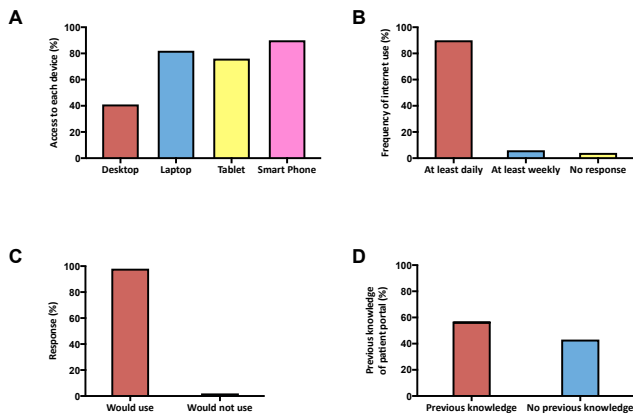 A
Access to each device (%)
100
80
60
40
20
0
Desktop Laptop Tablet Smart Phone
B
Frequency of internet use (%)
100
80
60
40
20
0
At least daily At least weekly No response
C
Response (%)
100
80
60
40
20
0
Would use Would not use
D
Previous knowledge
of patient portal (%)
100
80
60
40
20
0
Previous knowledge No previous knowledge